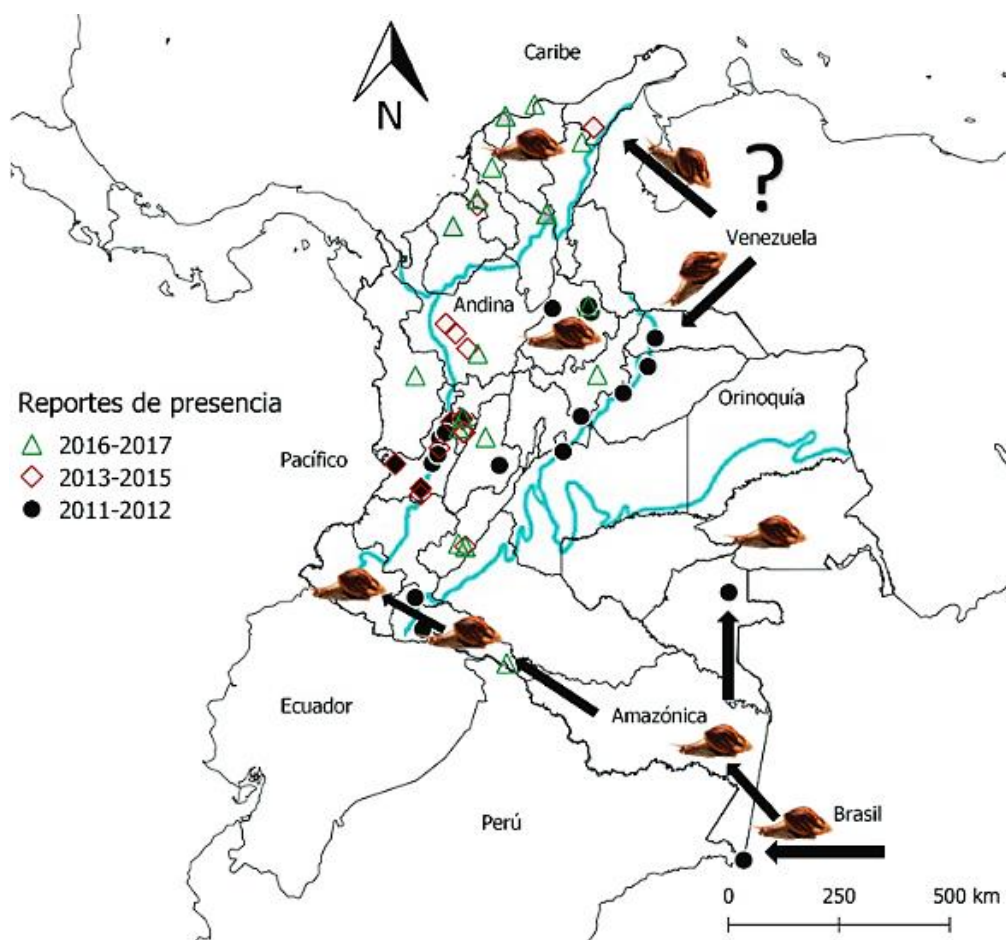 Caribe
N
?
Venezuela
Andina
Reportes de presencia
2016-2017
2013-2015
2011-2012
Orinoquía
Pacífico
Ecuador
Amazónica
Perú
Brasil
0 250 500 km